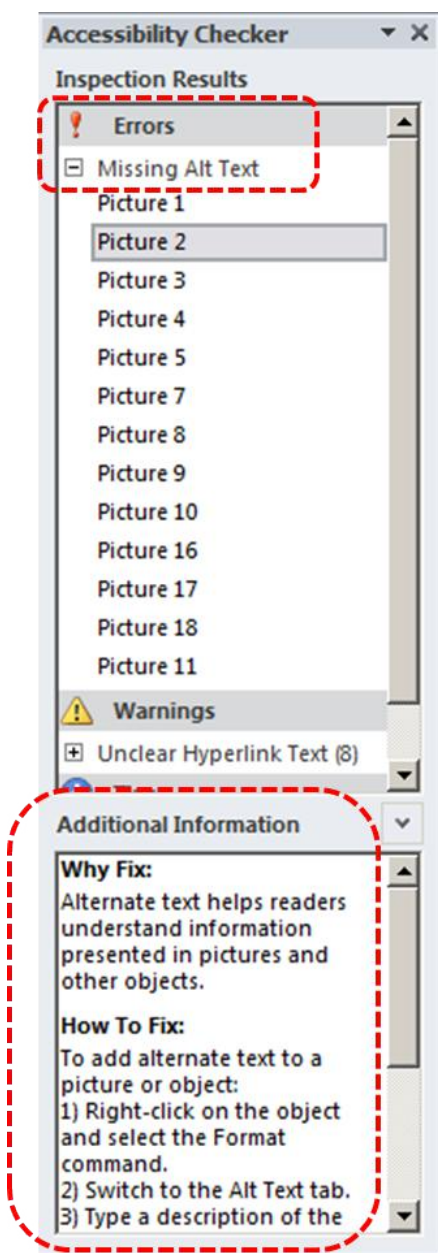 Accessibility Checker
Inspection Results
Errors
Missing Alt Text
Picture 1
Picture 2
Picture 3
Picture 4
Picture 5
Picture 7
Picture 8
Picture 9
Picture 10
Picture 16
Picture 17
Picture 18
Picture 11
Warnings
Unclear Hyperlink Text (8)
Additional Information
Why Fix:
Alternate text helps readers
understand information
presented in pictures and
other objects.
How To Fix:
To add alternate text to a
picture or object:
1) Right-click on the object
and select the Format
command.
2) Switch to the Alt Text tab.
3) Type a description of the